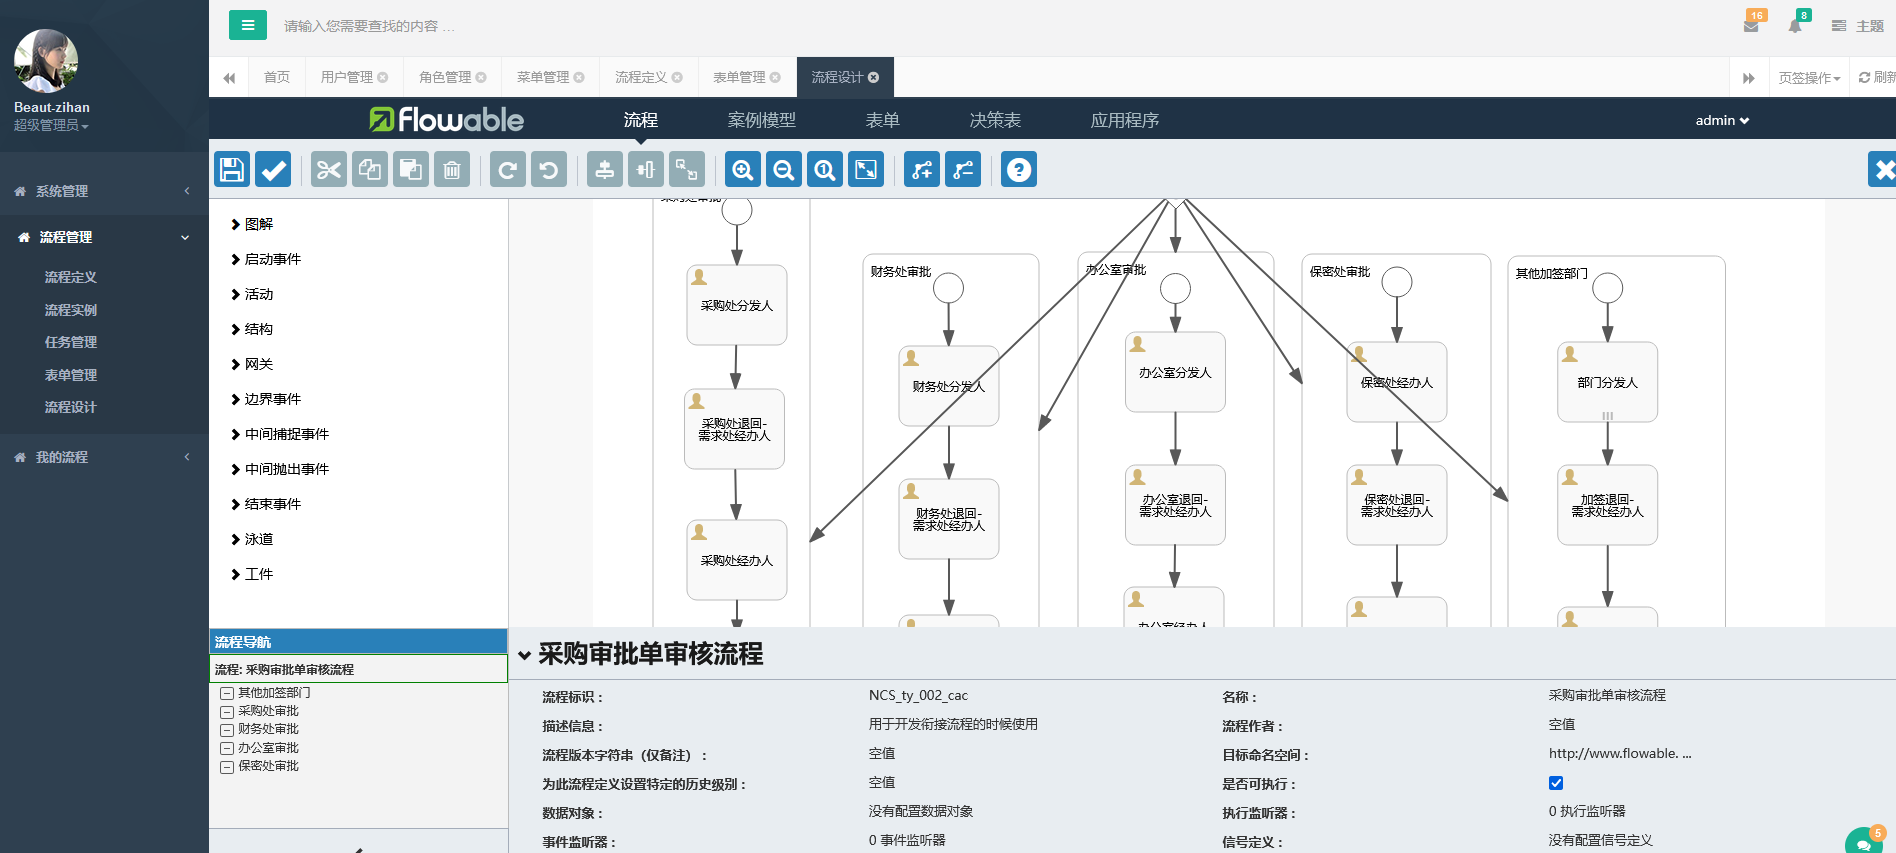 请输入您需要查找的内容 …
16
8
主题
Beaut-zihan
超级管理员
首页
用户管理
角色管理
菜单管理
流程定义
表单管理
流程设计
页签操作
刷新
flowable
流程
案例模型
表单
决策表
应用程序
admin
系统管理
流程管理
流程定义
流程实例
任务管理
表单管理
流程设计
我的流程
图解
启动事件
活动
结构
网关
边界事件
中间捕捉事件
中间抛出事件
结束事件
泳道
工件
采购处审批
采购处分发人
采购处退回-
需求处经办人
采购处经办人
财务处审批
财务处分发人
财务处退回-
需求处经办人
办公室审批
办公室分发人
办公室退回-
需求处经办人
办公室经办人
保密处审批
保密处经办人
保密处退回-
需求处经办人
其他加签部门
部门分发人
加签退回-
需求处经办人
流程导航
流程: 采购审批单审核流程
其他加签部门
采购处审批
财务处审批
办公室审批
保密处审批
采购审批单审核流程
流程标识：
NCS_ty_002_cac
名称：
采购审批单审核流程
描述信息：
用于开发衔接流程的时候使用
流程作者：
空值
流程版本字符串（仅备注）：
空值
目标命名空间：
http://www.flowable. ...
为此流程定义设置特定的历史级别：
空值
是否可执行：
数据对象：
没有配置数据对象
执行监听器：
0 执行监听器
事件监听器：
0 事件监听器
信号定义：
没有配置信号定义
5